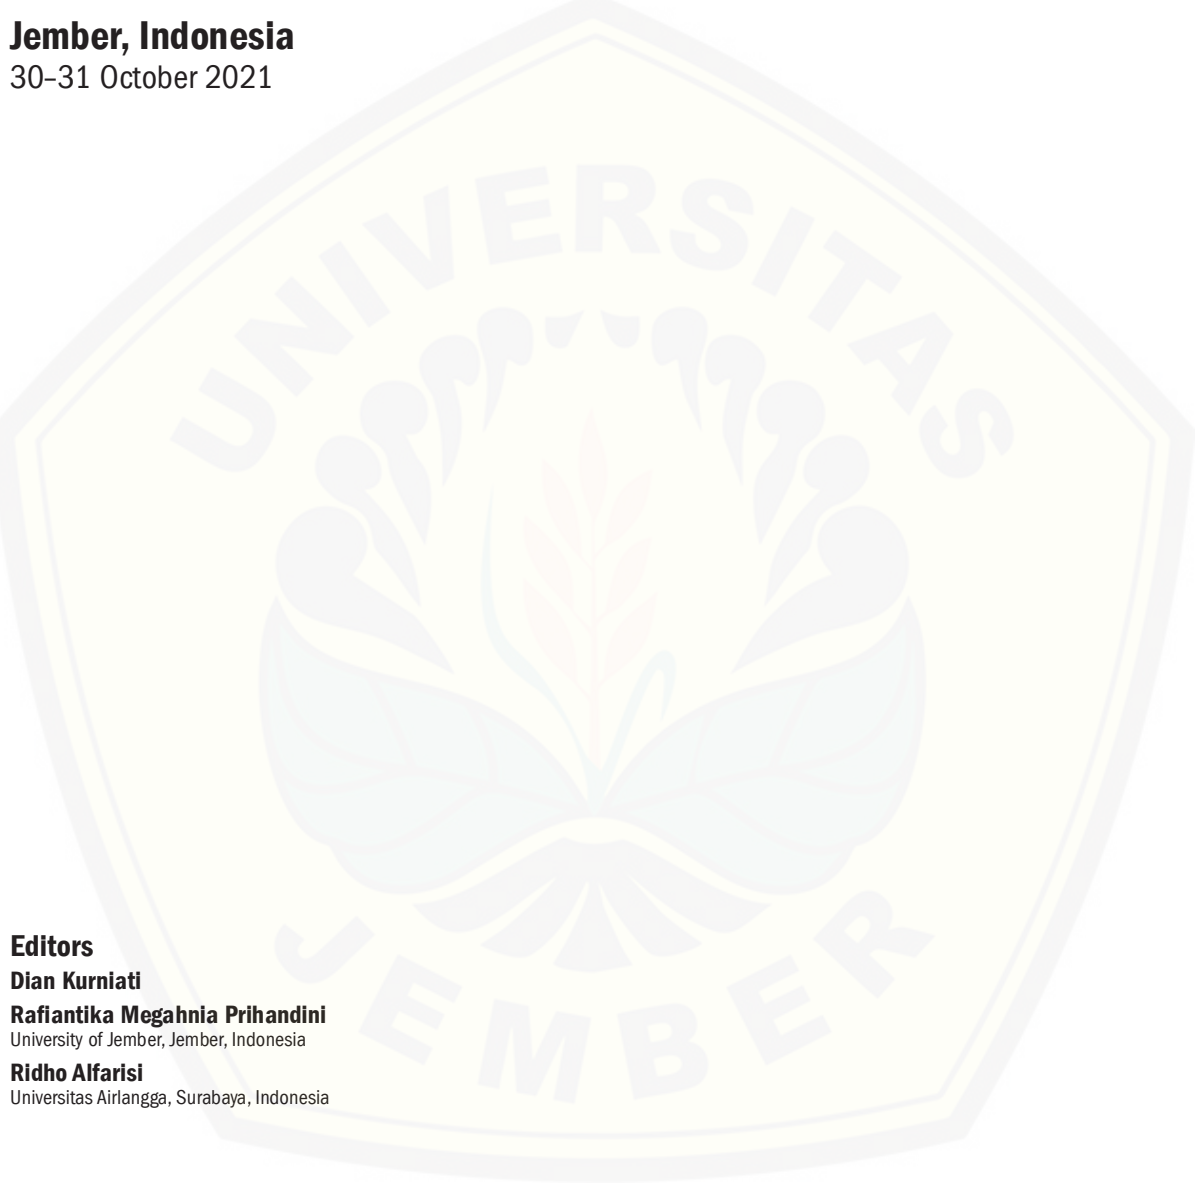 Jember, Indonesia
30–31 October 2021
UNIVERSITAS
JEMBER
Editors
Dian Kurniati
Rafiantika Megahnia Prihandini
University of Jember, Jember, Indonesia
Ridho Alfarisi
Universitas Airlangga, Surabaya, Indonesia